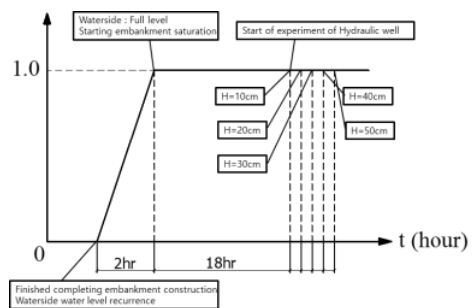 Waterside : Full level
Starting embankment saturation
Start of experiment of Hydraulic well
1.0
H=10cm
H=40cm
H=20cm
H=50cm
H=30cm
0
t (hour)
2hr
18hr
Finished completing embankment construction
Waterside water level recurrence